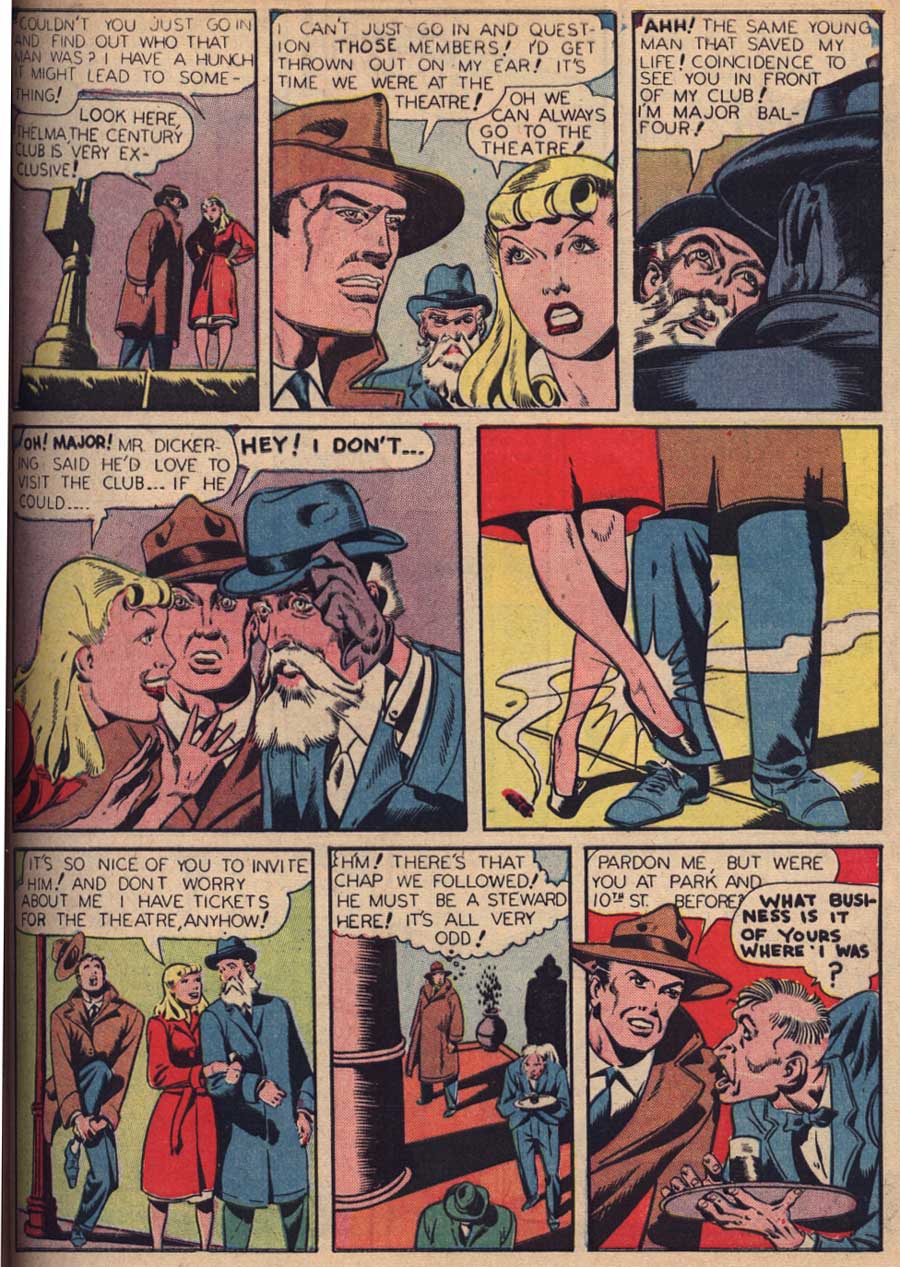 COULDN'T YOU JUST GO IN
AND FIND OUT WHO THAT
MAN WAS? I HAVE A HUNCH
IT MIGHT LEAD TO SOME-
THING!
LOOK HERE,
THELMA, THE CENTURY
CLUB IS VERY EX-
CLUSIVE!
I CAN'T JUST GO IN AND QUEST-
ION THOSE MEMBERS! I'D GET
THROWN OUT ON MY EAR! IT'S
TIME WE WERE AT THE
THEATRE!
OH WE
CAN ALWAYS
GO TO THE
THEATRE!
AHH! THE SAME YOUNG
MAN THAT SAVED MY
LIFE! COINCIDENCE TO
SEE YOU IN FRONT
OF MY CLUB!
I'M MAJOR BAL-
FOUR!
OH! MAJOR! MR. DICKER-
ING SAID HE'D LOVE TO
VISIT THE CLUB... IF HE
COULD....
HEY! I DON'T...
IT'S SO NICE OF YOU TO INVITE
HIM! AND DON'T WORRY
ABOUT ME I HAVE TICKETS
FOR THE THEATRE, ANYHOW!
H'M! THERE'S THAT
CHAP WE FOLLOWED!
HE MUST BE A STEWARD
HERE! IT'S ALL VERY
ODD!
PARDON ME, BUT WERE
YOU AT PARK AND
10TH ST. BEFORE?
WHAT BUSI-
NESS IS IT
OF YOURS
WHERE I WAS
?